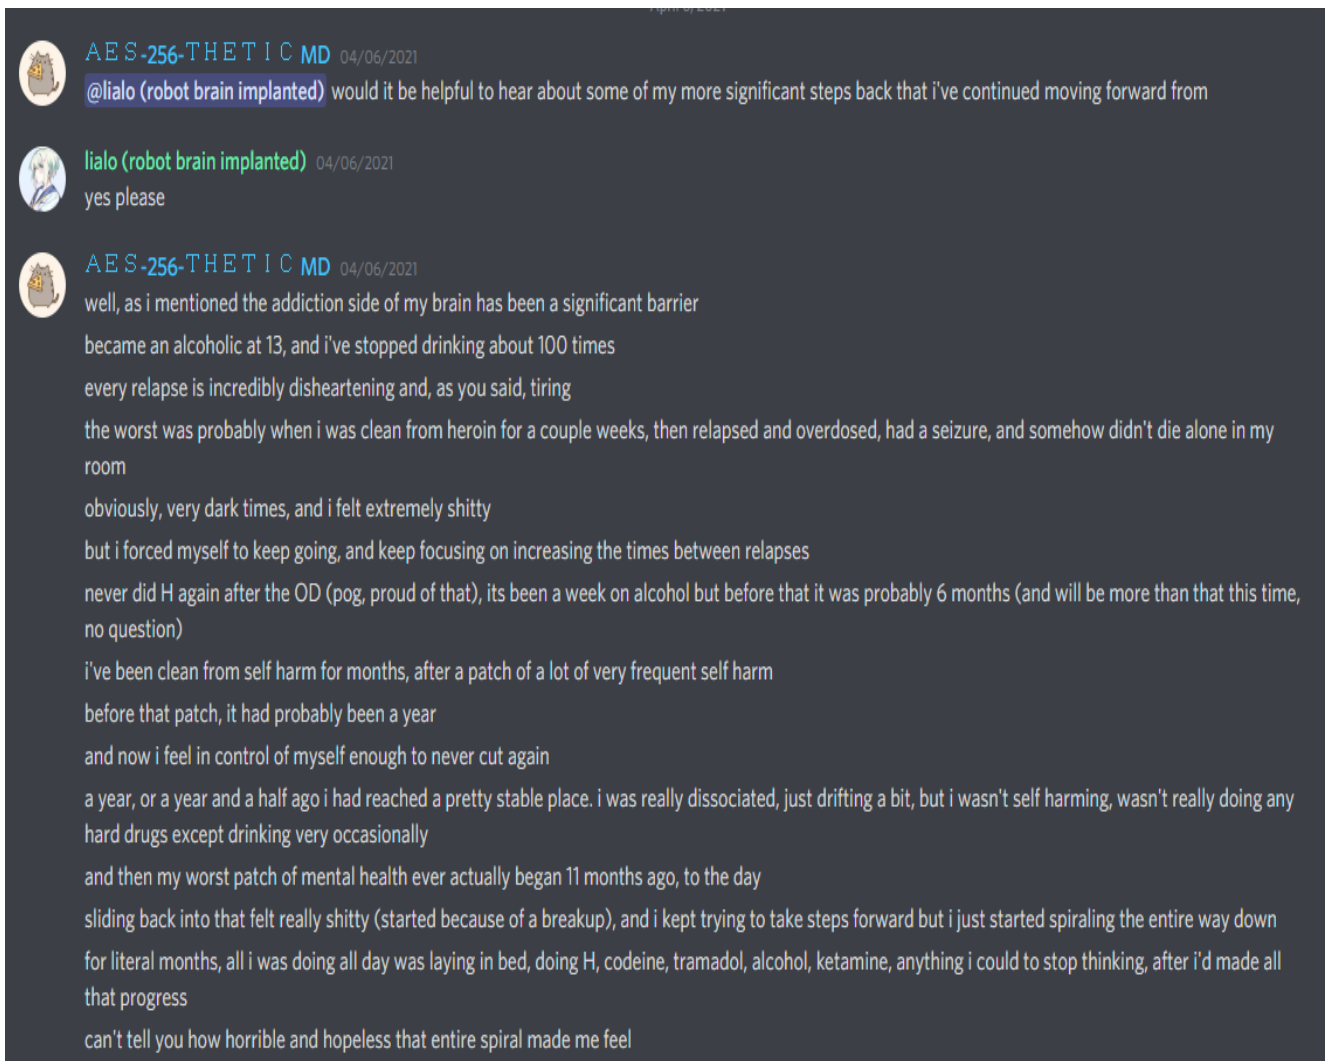 April 6, 2021
ＡＥＳ-256-ＴＨＥＴＩＣ MD 04/06/2021
@lialo (robot brain implanted) would it be helpful to hear about some of my more significant steps back that i've continued moving forward from
lialo (robot brain implanted) 04/06/2021
yes please
ＡＥＳ-256-ＴＨＥＴＩＣ MD 04/06/2021
well, as i mentioned the addiction side of my brain has been a significant barrier
became an alcoholic at 13, and i've stopped drinking about 100 times
every relapse is incredibly disheartening and, as you said, tiring
the worst was probably when i was clean from heroin for a couple weeks, then relapsed and overdosed, had a seizure, and somehow didn't die alone in my
room
obviously, very dark times, and i felt extremely shitty
but i forced myself to keep going, and keep focusing on increasing the times between relapses
never did H again after the OD (pog, proud of that), its been a week on alcohol but before that it was probably 6 months (and will be more than that this time,
no question)
i've been clean from self harm for months, after a patch of a lot of very frequent self harm
before that patch, it had probably been a year
and now i feel in control of myself enough to never cut again
a year, or a year and a half ago i had reached a pretty stable place. i was really dissociated, just drifting a bit, but i wasn't self harming, wasn't really doing any
hard drugs except drinking very occasionally
and then my worst patch of mental health ever actually began 11 months ago, to the day
sliding back into that felt really shitty (started because of a breakup), and i kept trying to take steps forward but i just started spiraling the entire way down
for literal months, all i was doing all day was laying in bed, doing H, codeine, tramadol, alcohol, ketamine, anything i could to stop thinking, after i'd made all
that progress
can't tell you how horrible and hopeless that entire spiral made me feel